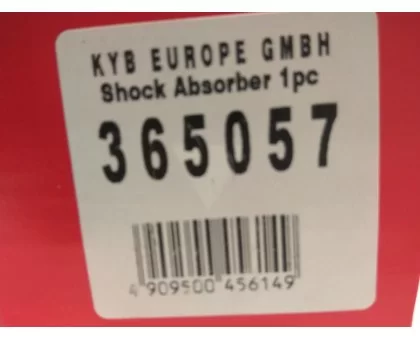 KYB EUROPE GMBH
Shock Absorber 1pc
365057
4 909500 456149